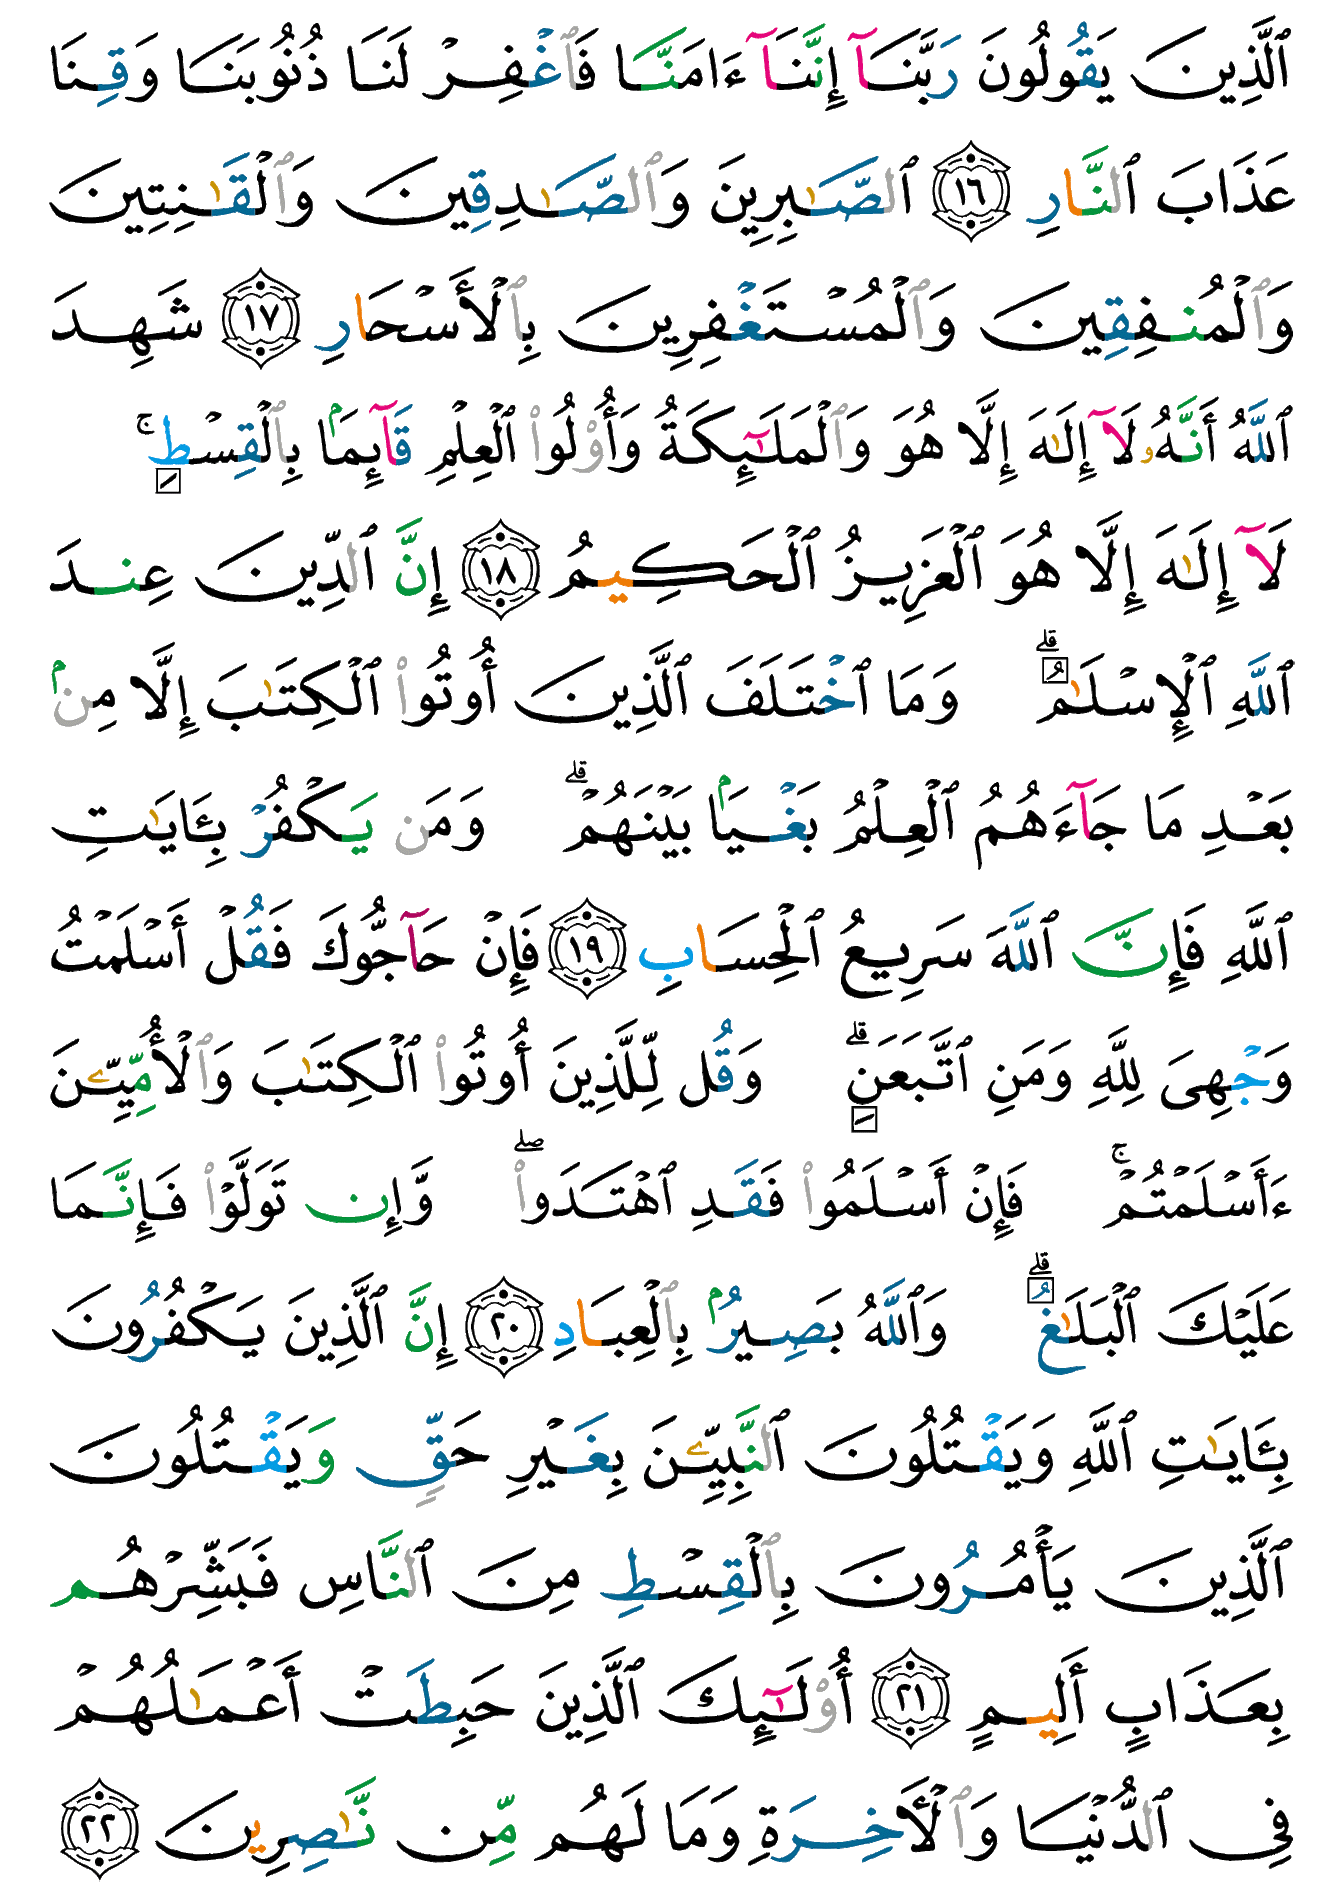 ٱلَّذِينَ يَقُولُونَ رَبَّنَآ إِنَّنَآ ءَامَنَّا فَٱغۡفِرۡ لَنَا ذُنُوبَنَا وَقِنَا
عَذَابَ ٱلنَّارِ ١٦ ٱلصَّـٰبِرِينَ وَٱلصَّـٰدِقِينَ وَٱلۡقَـٰنِتِينَ
وَٱلۡمُنفِقِينَ وَٱلۡمُسۡتَغۡفِرِينَ بِٱلۡأَسۡحَارِ ١٧ شَهِدَ
ٱللَّهُ أَنَّهُۥ لَآ إِلَـٰهَ إِلَّا هُوَ وَٱلۡمَلَـٰٓئِكَةُ وَأُو۟لُوا۟ ٱلۡعِلۡمِ قَآئِمَۢا بِٱلۡقِسۡطِۚ
لَآ إِلَـٰهَ إِلَّا هُوَ ٱلۡعَزِيزُ ٱلۡحَكِيمُ ١٨ إِنَّ ٱلدِّينَ عِندَ
ٱللَّهِ ٱلۡإِسۡلَـٰمُۗ وَمَا ٱخۡتَلَفَ ٱلَّذِينَ أُوتُوا۟ ٱلۡكِتَـٰبَ إِلَّا مِنۢ
بَعۡدِ مَا جَآءَهُمُ ٱلۡعِلۡمُ بَغۡيَۢا بَيۡنَهُمۡۗ وَمَن يَكۡفُرۡ بِـَٔايَـٰتِ
ٱللَّهِ فَإِنَّ ٱللَّهَ سَرِيعُ ٱلۡحِسَابِ ١٩ فَإِنۡ حَآجُّوكَ فَقُلۡ أَسۡلَمۡتُ
وَجۡهِىَ لِلَّهِ وَمَنِ ٱتَّبَعَنِۗ وَقُل لِّلَّذِينَ أُوتُوا۟ ٱلۡكِتَـٰبَ وَٱلۡأُمِّيِّـۧنَ
ءَأَسۡلَمۡتُمۡۚ فَإِنۡ أَسۡلَمُوا۟ فَقَدِ ٱهۡتَدَوا۟ۖ وَّإِن تَوَلَّوۡا۟ فَإِنَّمَا
عَلَيۡكَ ٱلۡبَلَـٰغُۗ وَٱللَّهُ بَصِيرُۢ بِٱلۡعِبَادِ ٢٠ إِنَّ ٱلَّذِينَ يَكۡفُرُونَ
بِـَٔايَـٰتِ ٱللَّهِ وَيَقۡتُلُونَ ٱلنَّبِيِّـۧنَ بِغَيۡرِ حَقٍّ وَيَقۡتُلُونَ
ٱلَّذِينَ يَأۡمُرُونَ بِٱلۡقِسۡطِ مِنَ ٱلنَّاسِ فَبَشِّرۡهُم
بِعَذَابٍ أَلِيمٍ ٢١ أُو۟لَـٰٓئِكَ ٱلَّذِينَ حَبِطَتۡ أَعۡمَـٰلُهُمۡ
فِى ٱلدُّنۡيَا وَٱلۡـَٔاخِرَةِ وَمَا لَهُم مِّن نَّـٰصِرِينَ ٢٢